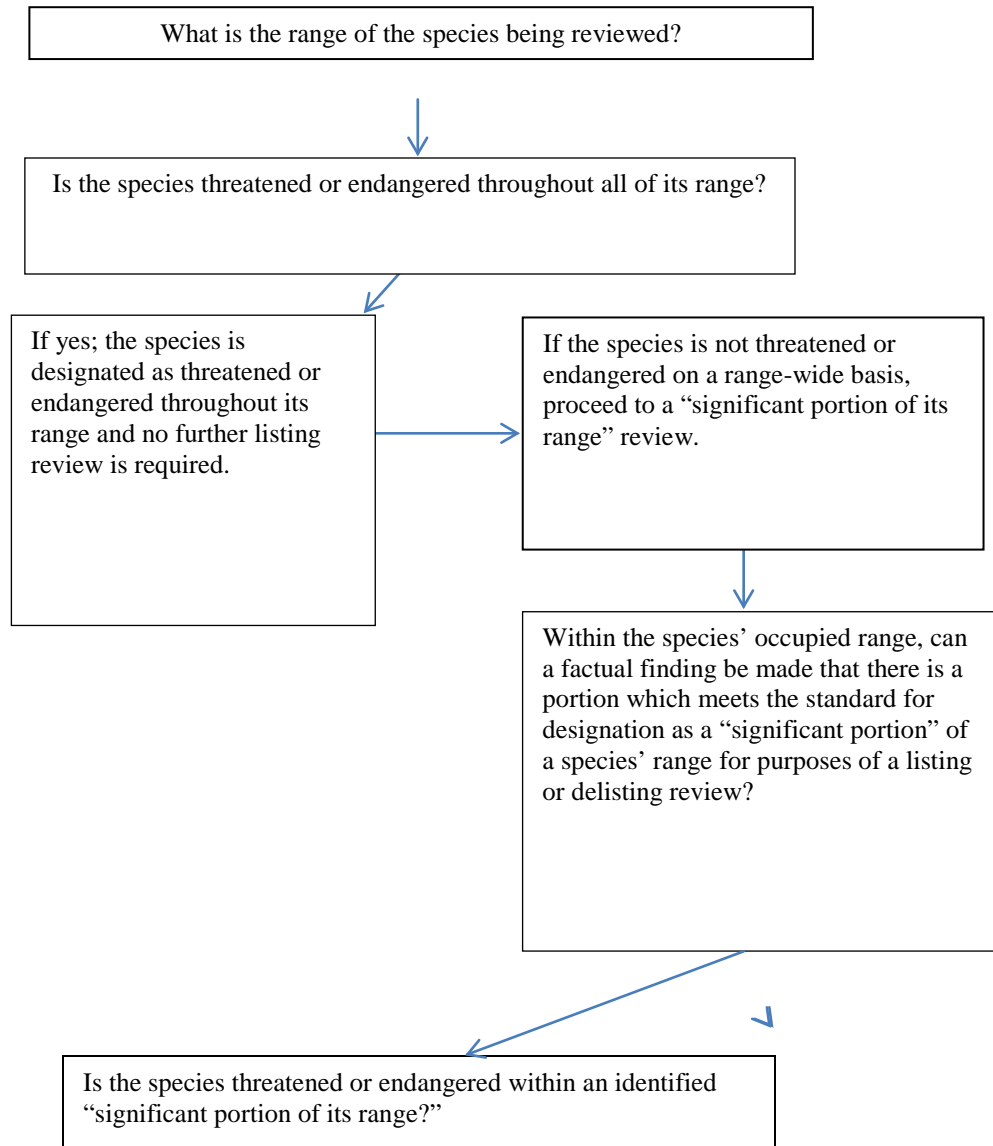 What is the range of the species being reviewed?
Is the species threatened or endangered throughout all of its range?
If yes; the species is
designated as threatened or
endangered throughout its
range and no further listing
review is required.
If the species is not threatened or
endangered on a range-wide basis,
proceed to a “significant portion of its
range” review.
Within the species’ occupied range, can
a factual finding be made that there is a
portion which meets the standard for
designation as a “significant portion” of
a species’ range for purposes of a listing
or delisting review?
Is the species threatened or endangered within an identified
“significant portion of its range?”